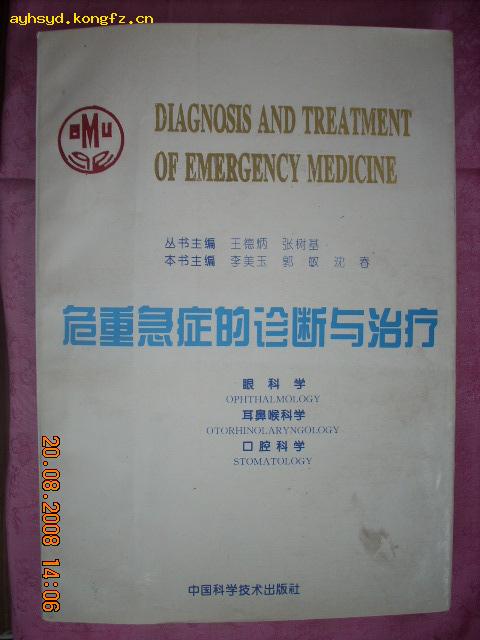 ayhsyd.kongfz.cn
BMU
DIAGNOSIS AND TREATMENT
OF EMERGENCY MEDICINE
丛书主编 王德炳 张树基
本书主编 李美玉 郭敏 沈春
危重急症的诊断与治疗
眼科学
OPHTHALMOLOGY
耳鼻喉科学
OTORHINOLARYNGOLOGY
口腔科学
STOMATOLOGY
中国科学技术出版社
20.08.2008 14:06